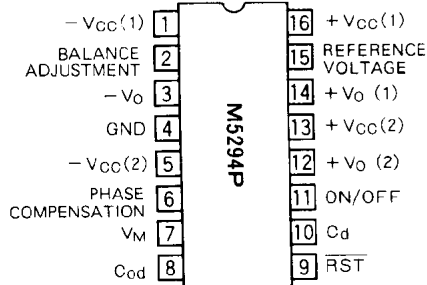 − VCC(1) 1 16 + VCC(1)
BALANCE ADJUSTMENT 2 15 REFERENCE VOLTAGE
− VO 3 14 + VO (1)
GND 4 13 + VCC(2)
− VCC(2) 5 12 + VO (2)
PHASE COMPENSATION 6 11 ON/OFF
VM 7 10 Cd
Cod 8 9 R̅S̅T̅
M5294P